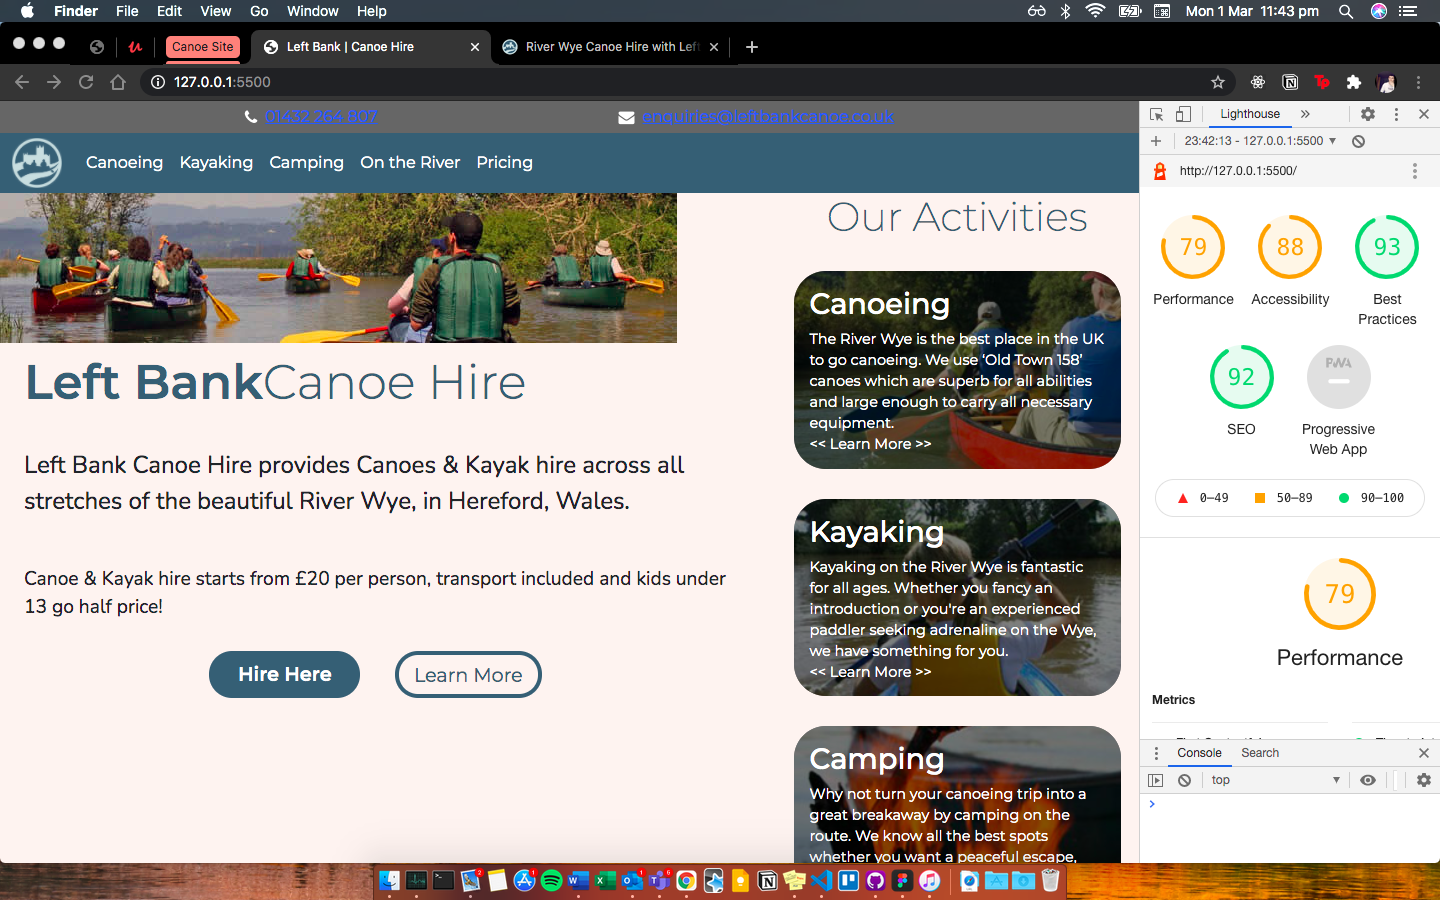 Finder File Edit View Go Window Help
Mon 1 Mar 11:43 pm
Canoe Site
Left Bank | Canoe Hire
River Wye Canoe Hire with Left
127.0.0.1:5500
01432 264 807
enquiries@leftbankcanoe.co.uk
Canoeing Kayaking Camping On the River Pricing
Left BankCanoe Hire
Left Bank Canoe Hire provides Canoes & Kayak hire across all
stretches of the beautiful River Wye, in Hereford, Wales.
Canoe & Kayak hire starts from £20 per person, transport included and kids under
13 go half price!
Hire Here
Learn More
Our Activities
Canoeing
The River Wye is the best place in the UK
to go canoeing. We use ‘Old Town 158’
canoes which are superb for all abilities
and large enough to carry all necessary
equipment.
<< Learn More >>
Kayaking
Kayaking on the River Wye is fantastic
for all ages. Whether you fancy an
introduction or you're an experienced
paddler seeking adrenaline on the Wye,
we have something for you.
<< Learn More >>
Camping
Why not turn your canoeing trip into a
great breakaway by camping on the
route. We know all the best spots
whether you want a peaceful escape,
Lighthouse
23:42:13 - 127.0.0.1:5500
http://127.0.0.1:5500/
79
Performance
88
Accessibility
93
Best
Practices
92
SEO
PWA
Progressive
Web App
0–49
50–89
90–100
79
Performance
Metrics
Console Search
top